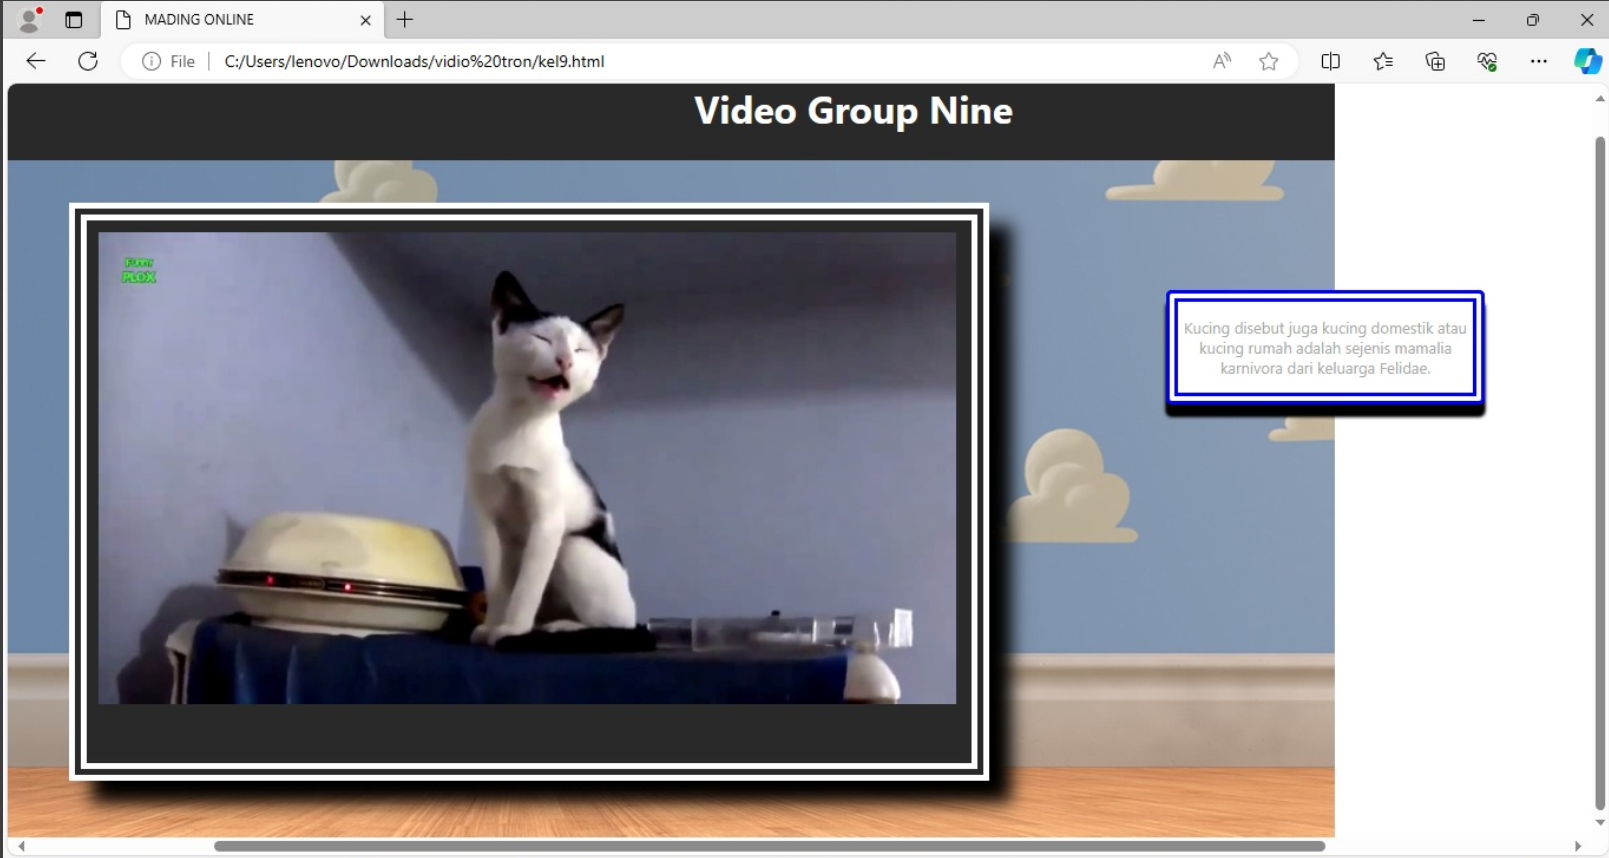 MADING ONLINE
File C:/Users/lenovo/Downloads/vidio%20tron/kel9.html
Video Group Nine
Funny
PLOX
Kucing disebut juga kucing domestik atau
kucing rumah adalah sejenis mamalia
karnivora dari keluarga Felidae.